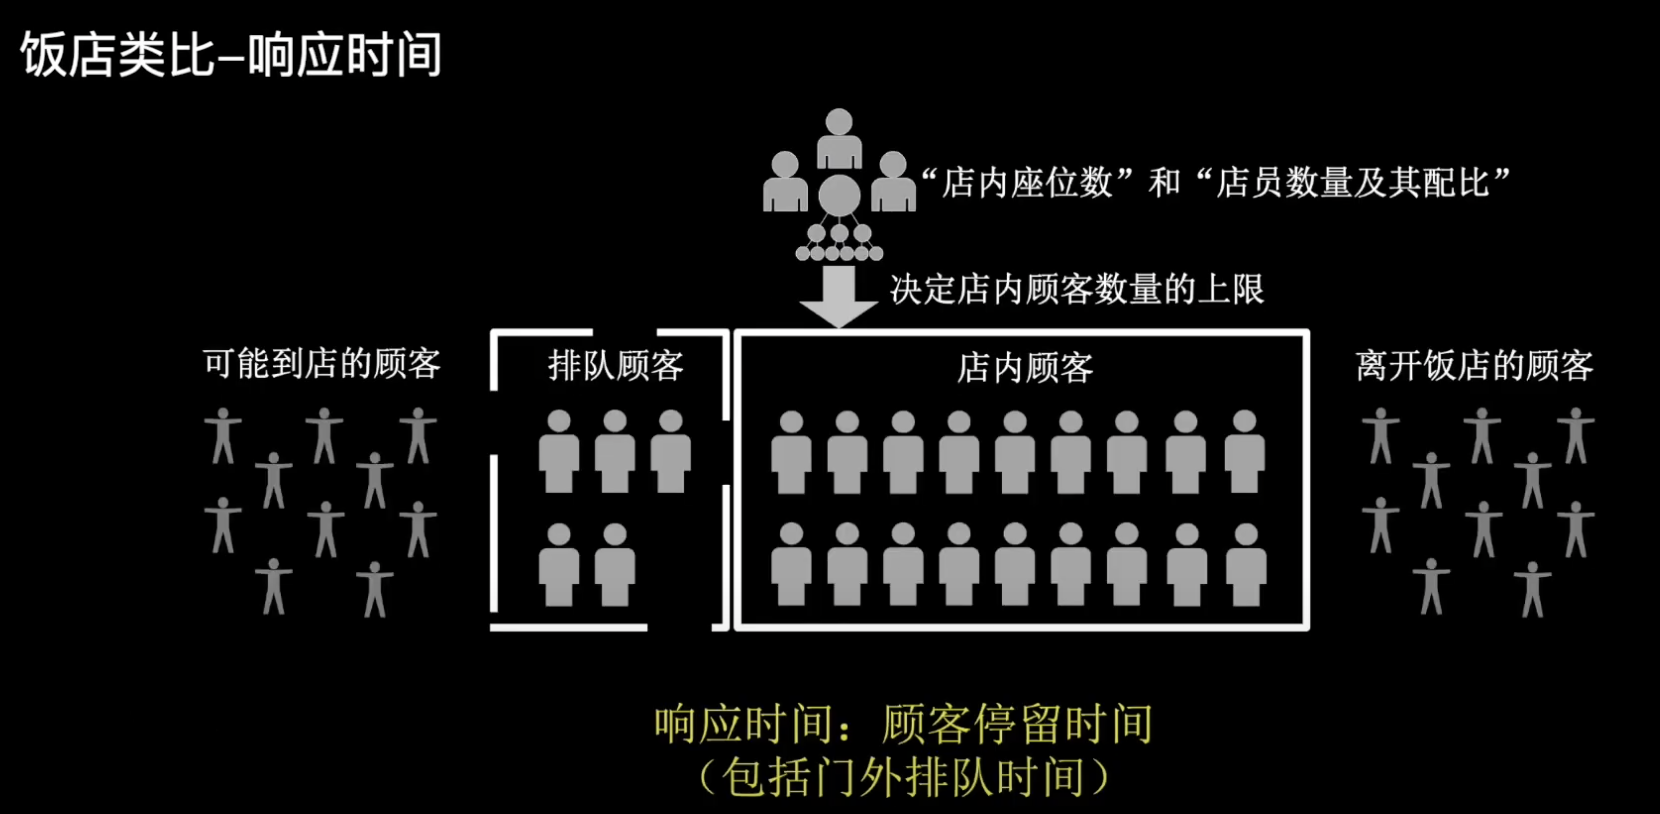 饭店类比–响应时间
“店内座位数”和“店员数量及其配比”
决定店内顾客数量的上限
可能到店的顾客
排队顾客
店内顾客
离开饭店的顾客
响应时间：顾客停留时间
（包括门外排队时间）